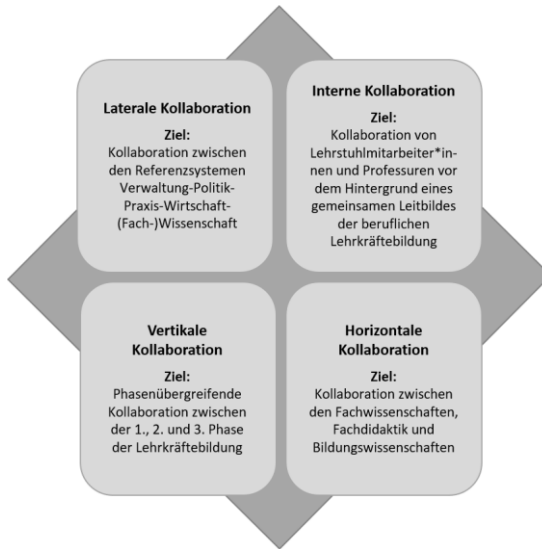 Laterale Kollaboration
Ziel:
Kollaboration zwischen
den Referenzsystemen
Verwaltung-Politik-
Praxis-Wirtschaft-
(Fach-)Wissenschaft
Interne Kollaboration
Ziel:
Kollaboration von
Lehrstuhlmitarbeiter*in-
nen und Professuren vor
dem Hintergrund eines
gemeinsamen Leitbildes
der beruflichen
Lehrkräftebildung
Vertikale
Kollaboration
Ziel:
Phasenübergreifende
Kollaboration zwischen
der 1., 2. und 3. Phase
der Lehrkräftebildung
Horizontale
Kollaboration
Ziel:
Kollaboration zwischen
den Fachwissenschaften,
Fachdidaktik und
Bildungswissenschaften